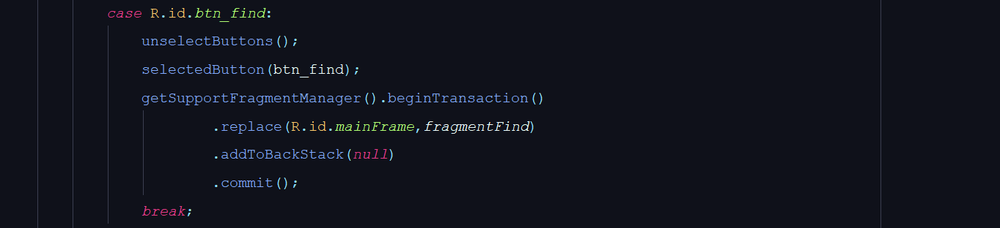 case R.id.btn_find:
unselectButtons();
selectedButton(btn_find);
getSupportFragmentManager().beginTransaction()
.replace(R.id.mainFrame,fragmentFind)
.addToBackStack(null)
.commit();
break;